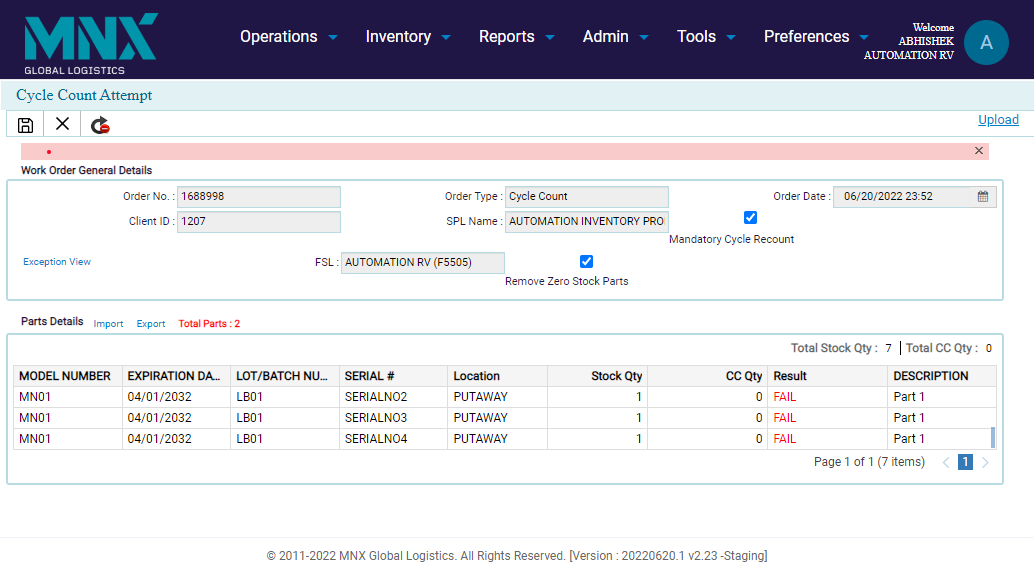 MNX
GLOBAL LOGISTICS
Operations Inventory Reports Admin Tools Preferences
Welcome
ABHISHEK
AUTOMATION RV
A
Cycle Count Attempt
Upload
Work Order General Details
Order No. : 1688998 Order Type : Cycle Count Order Date : 06/20/2022 23:52
Client ID : 1207 SPL Name : AUTOMATION INVENTORY PRO
Mandatory Cycle Recount
Exception View FSL : AUTOMATION RV (F5505)
Remove Zero Stock Parts
Parts Details Import Export Total Parts : 2
Total Stock Qty : 7 Total CC Qty : 0
MODEL NUMBER EXPIRATION DA... LOT/BATCH NU... SERIAL # Location Stock Qty CC Qty Result DESCRIPTION
MN01 04/01/2032 LB01 SERIALNO2 PUTAWAY 1 0 FAIL Part 1
MN01 04/01/2032 LB01 SERIALNO3 PUTAWAY 1 0 FAIL Part 1
MN01 04/01/2032 LB01 SERIALNO4 PUTAWAY 1 0 FAIL Part 1
Page 1 of 1 (7 items) 1
© 2011-2022 MNX Global Logistics. All Rights Reserved. [Version : 20220620.1 v2.23 -Staging]